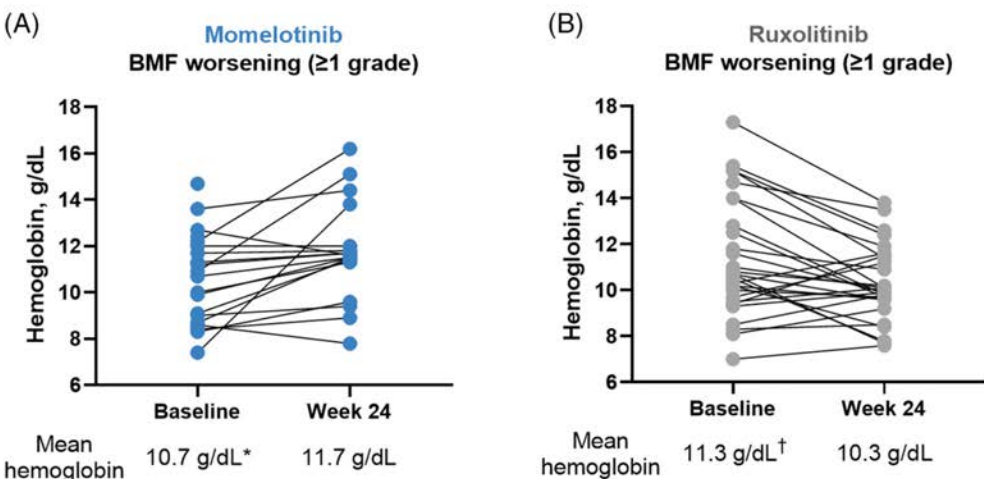 (A)
Momelotinib
BMF worsening (≥1 grade)
Hemoglobin, g/dL
18
16
14
12
10
8
6
Baseline
Week 24
Mean
hemoglobin
10.7 g/dL*
11.7 g/dL
(B)
Ruxolitinib
BMF worsening (≥1 grade)
Hemoglobin, g/dL
18
16
14
12
10
8
6
Baseline
Week 24
Mean
hemoglobin
11.3 g/dL†
10.3 g/dL